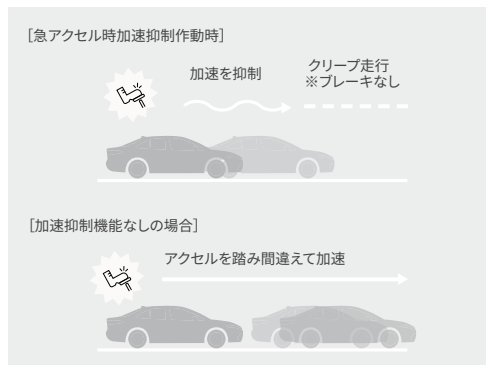 ［急アクセル時加速抑制作動時］
加速を抑制
クリープ走行
※ブレーキなし
［加速抑制機能なしの場合］
アクセルを踏み間違えて加速